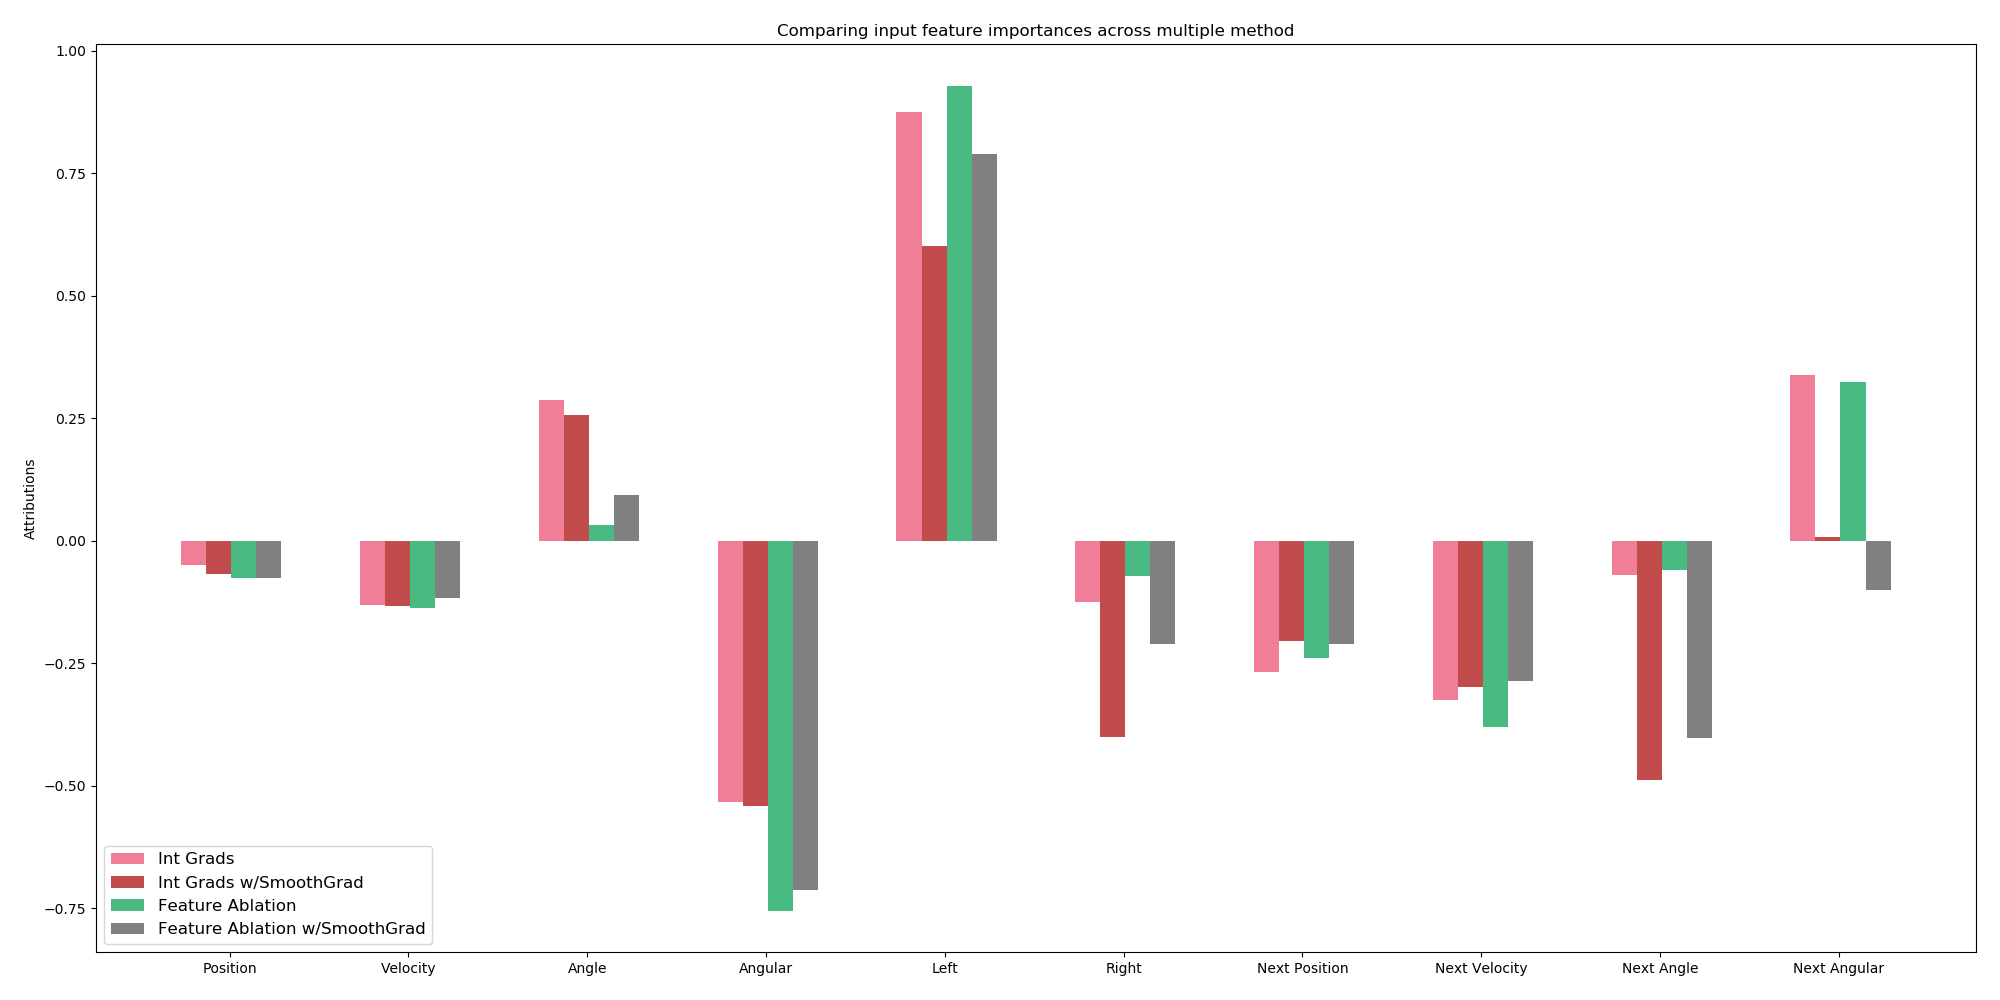 Comparing input feature importances across multiple method
1.00
0.75
0.50
0.25
0.00
−0.25
−0.50
−0.75
Attributions
Int Grads
Int Grads w/SmoothGrad
Feature Ablation
Feature Ablation w/SmoothGrad
Position Velocity Angle Angular Left Right Next Position Next Velocity Next Angle Next Angular